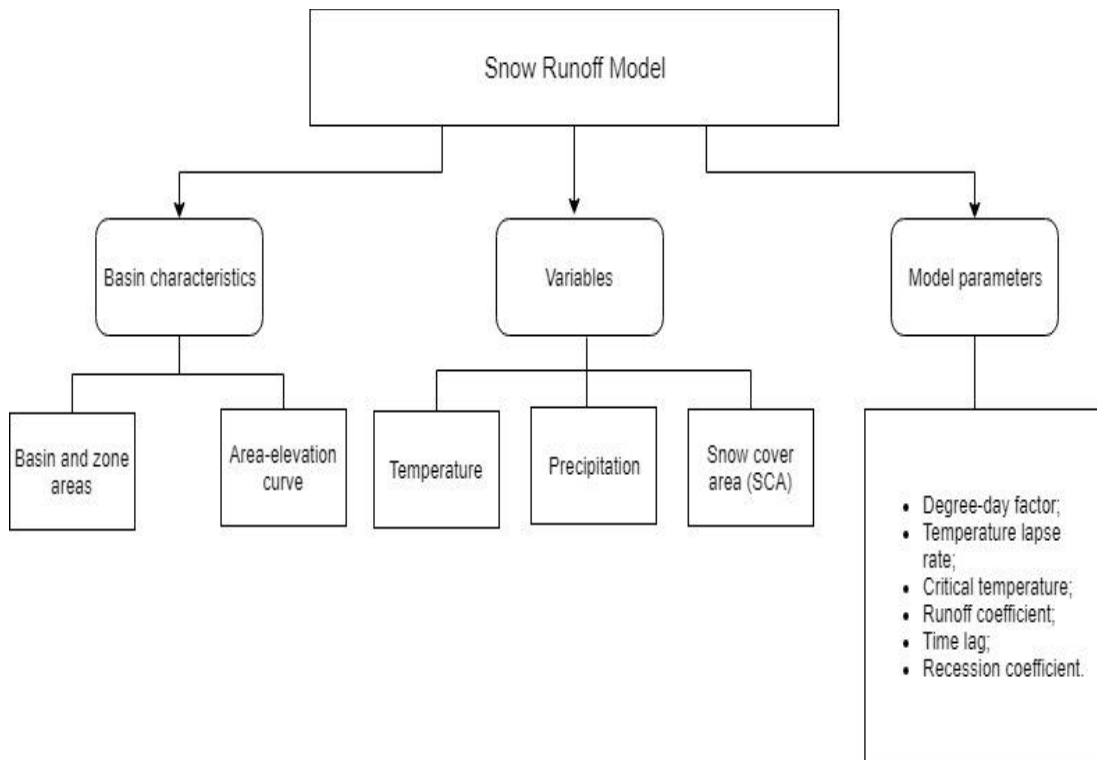 Snow Runoff Model
Basin characteristics
Variables
Model parameters
Basin and zone
areas
Area-elevation
curve
Temperature
Precipitation
Snow cover
area (SCA)
• Degree-day factor;
• Temperature lapse
rate;
• Critical temperature;
• Runoff coefficient;
• Time lag;
• Recession coefficient.